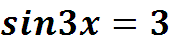 sin3x = 3